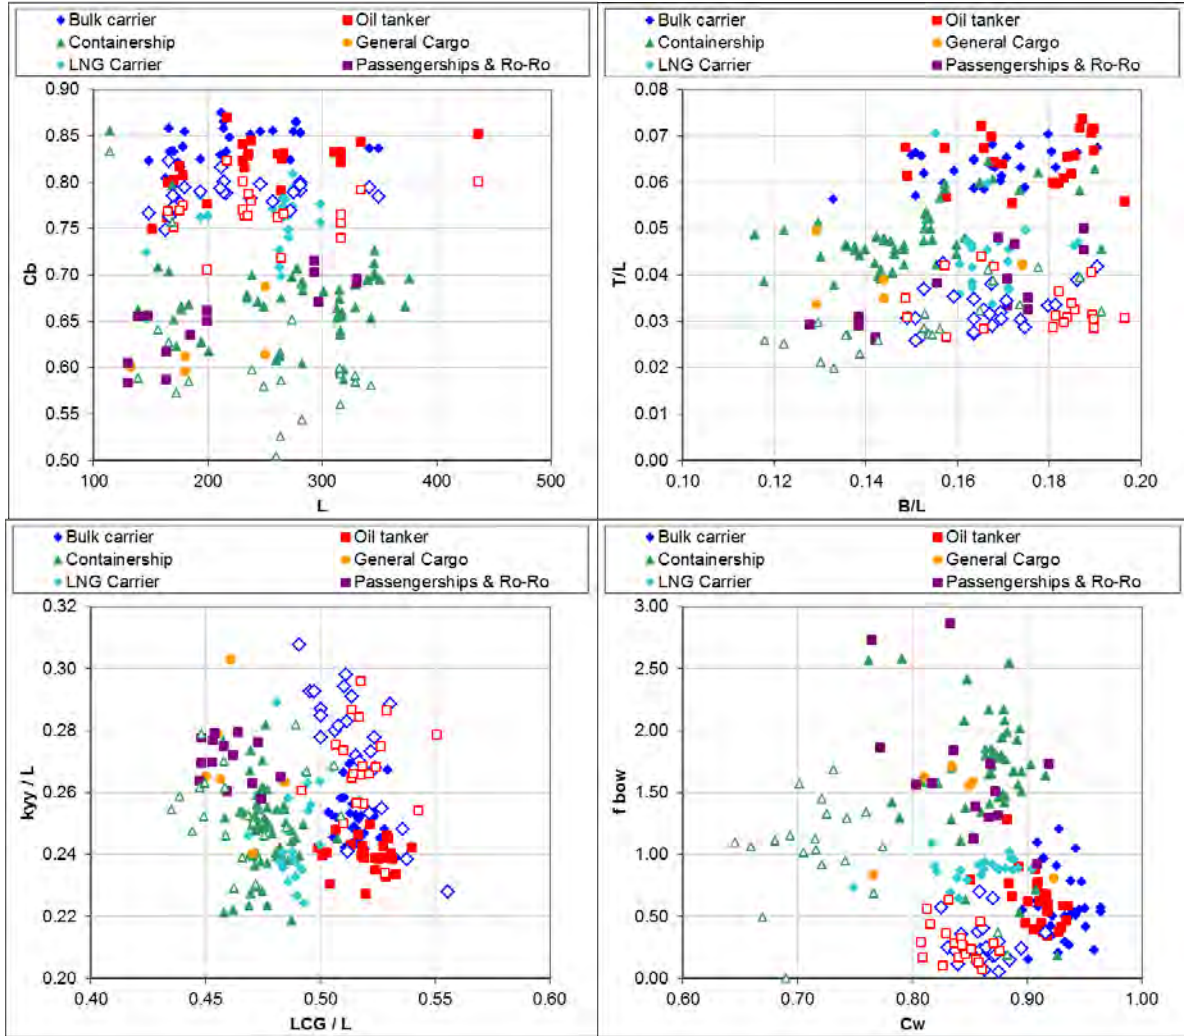 Bulk carrier Oil tanker
Containership General Cargo
LNG Carrier Passengerships & Ro-Ro
0.90
0.85
0.80
0.75
Cb
0.70
0.65
0.60
0.55
0.50
100 200 300 400 500
L
Bulk carrier Oil tanker
Containership General Cargo
LNG Carrier Passengerships & Ro-Ro
0.08
0.07
0.06
0.05
T/L
0.04
0.03
0.02
0.01
0.00
0.10 0.12 0.14 0.16 0.18 0.20
B/L
Bulk carrier Oil tanker
Containership General Cargo
LNG Carrier Passengerships & Ro-Ro
0.32
0.30
0.28
kyy / L
0.26
0.24
0.22
0.20
0.40 0.45 0.50 0.55 0.60
LCG / L
Bulk carrier Oil tanker
Containership General Cargo
LNG Carrier Passengerships & Ro-Ro
3.00
2.50
2.00
f bow
1.50
1.00
0.50
0.00
0.60 0.70 0.80 0.90 1.00
Cw